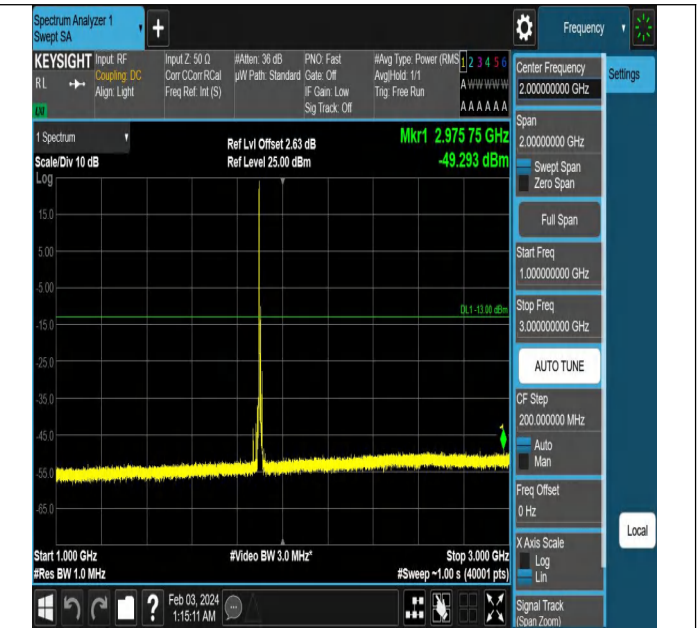 Spectrum Analyzer 1
Swept SA
+
Frequency
KEYSIGHT
RL
Input: RF
Coupling: DC
Align: Light
Input Z: 50 Ω
Corr CCorr RCal
Freq Ref: Int (S)
#Atten: 36 dB
µW Path: Standard
PNO: Fast
Gate: Off
IF Gain: Low
Sig Track: Off
#Avg Type: Power (RMS
Avg|Hold: 1/1
Trig: Free Run
1 2 3 4 5 6
A W W W W W
A A A A A A
1 Spectrum
Scale/Div 10 dB
Log
Ref Lvl Offset 2.63 dB
Ref Level 25.00 dBm
Mkr1 2.975 75 GHz
-49.293 dBm
15.0
5.00
-5.00
-15.0
-25.0
-35.0
-45.0
-55.0
-65.0
DL1 -13.00 dBm
1
Start 1.000 GHz
#Res BW 1.0 MHz
#Video BW 3.0 MHz*
Stop 3.000 GHz
#Sweep ~1.00 s (40001 pts)
Center Frequency
2.000000000 GHz
Settings
Span
2.00000000 GHz
Swept Span
Zero Span
Full Span
Start Freq
1.000000000 GHz
Stop Freq
3.000000000 GHz
AUTO TUNE
CF Step
200.000000 MHz
Auto
Man
Freq Offset
0 Hz
X Axis Scale
Log
Lin
Local
Signal Track
(Span Zoom)
?
Feb 03, 2024
1:15:11 AM